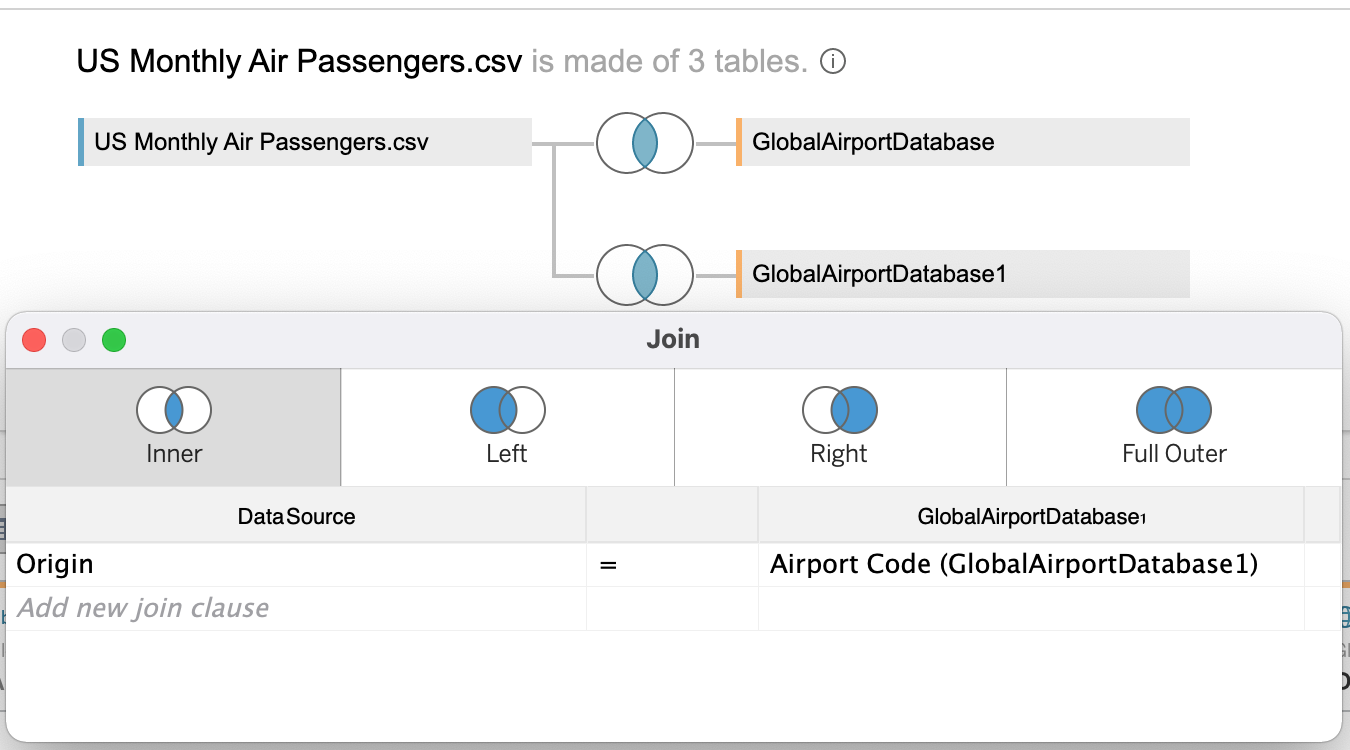 US Monthly Air Passengers.csv is made of 3 tables.
US Monthly Air Passengers.csv
GlobalAirportDatabase
GlobalAirportDatabase1
Join
Inner
Left
Right
Full Outer
DataSource
GlobalAirportDatabase1
Origin
=
Airport Code (GlobalAirportDatabase1)
Add new join clause